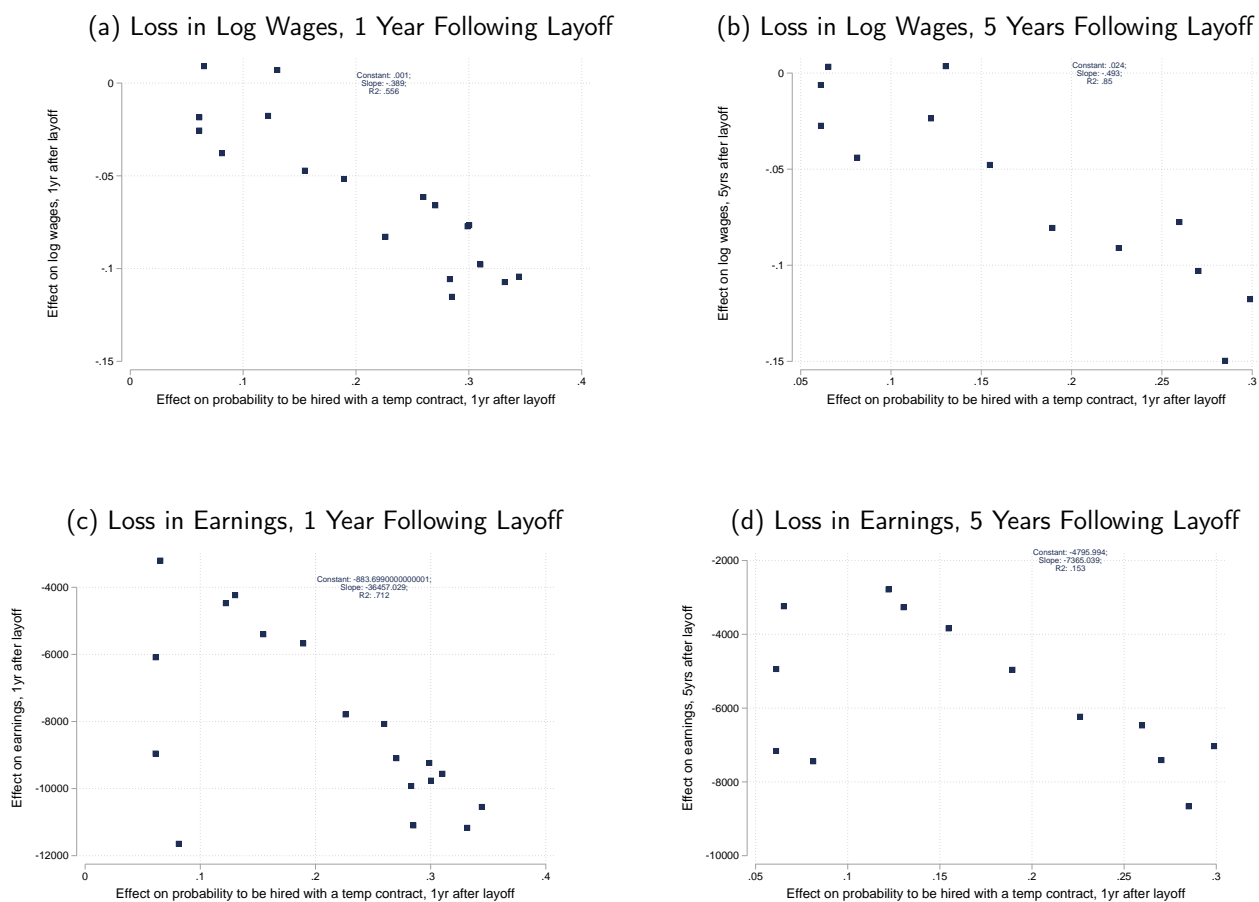 (a) Loss in Log Wages, 1 Year Following Layoff
Constant: .001;
Slope: -.389;
R2: .556
Effect on log wages, 1yr after layoff
0
-.05
-.1
-.15
0 .1 .2 .3 .4
Effect on probability to be hired with a temp contract, 1yr after layoff
(b) Loss in Log Wages, 5 Years Following Layoff
Constant: .024;
Slope: -.493;
R2: .85
Effect on log wages, 5yrs after layoff
0
-.05
-.1
-.15
.05 .1 .15 .2 .25 .3
Effect on probability to be hired with a temp contract, 1yr after layoff
(c) Loss in Earnings, 1 Year Following Layoff
Constant: -883.6990000000001;
Slope: -36457.029;
R2: .712
Effect on earnings, 1yr after layoff
-4000
-6000
-8000
-10000
-12000
0 .1 .2 .3 .4
Effect on probability to be hired with a temp contract, 1yr after layoff
(d) Loss in Earnings, 5 Years Following Layoff
Constant: -4795.994;
Slope: -7365.039;
R2: .153
Effect on earnings, 5yrs after layoff
-2000
-4000
-6000
-8000
-10000
.05 .1 .15 .2 .25 .3
Effect on probability to be hired with a temp contract, 1yr after layoff